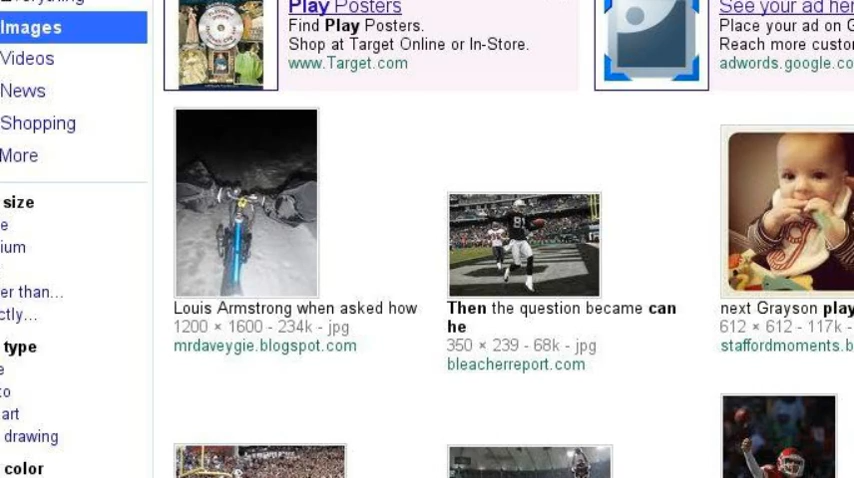 Images
Videos
News
Shopping
More
size
ium
er than...
ctly...
type
art
drawing
color
Play Posters
Find Play Posters.
Shop at Target Online or In-Store.
www.Target.com
See your ad her
Place your ad on G
Reach more custo
adwords.google.co
Louis Armstrong when asked how
1200 × 1600 - 234k - jpg
mrdaveygie.blogspot.com
Then the question became can
he
350 × 239 - 68k - jpg
bleacherreport.com
next Grayson play
612 × 612 - 117k -
staffordmoments.b